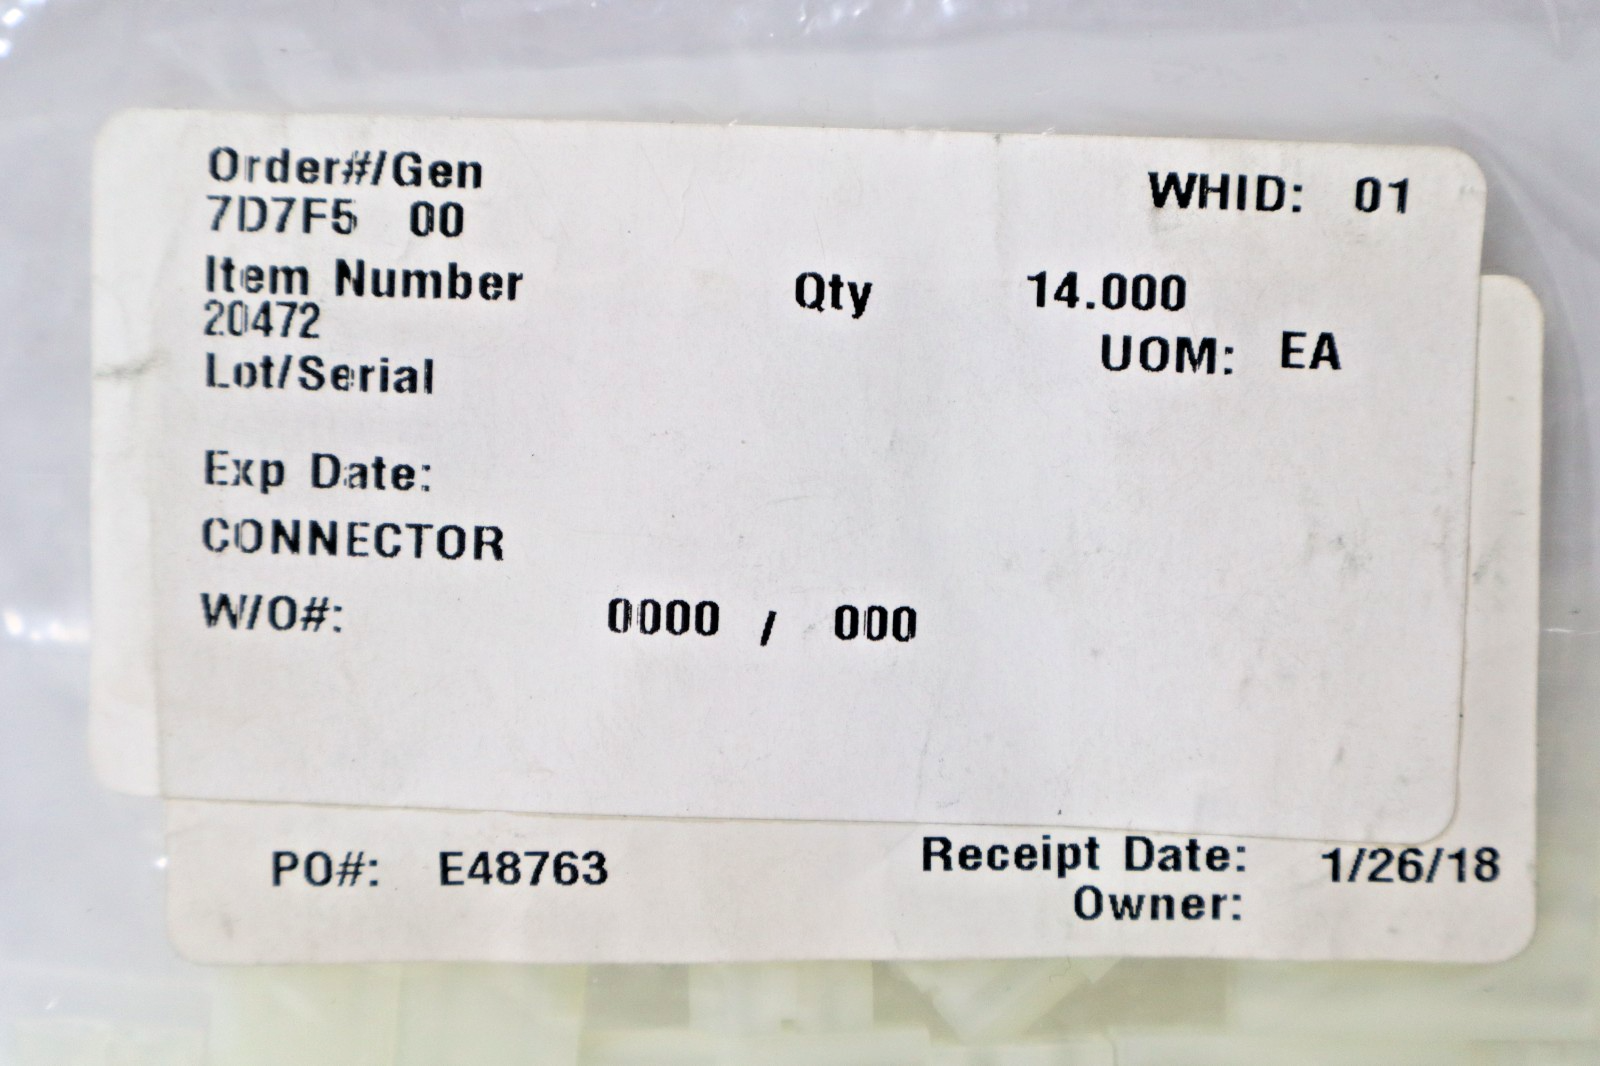 Order#/Gen
WHID: 01
7D7F5 00
Item Number
Qty 14.000
20472
UOM: EA
Lot/Serial
Exp Date:
CONNECTOR
W/O#: 0000 / 000
PO#: E48763
Receipt Date: 1/26/18
Owner: